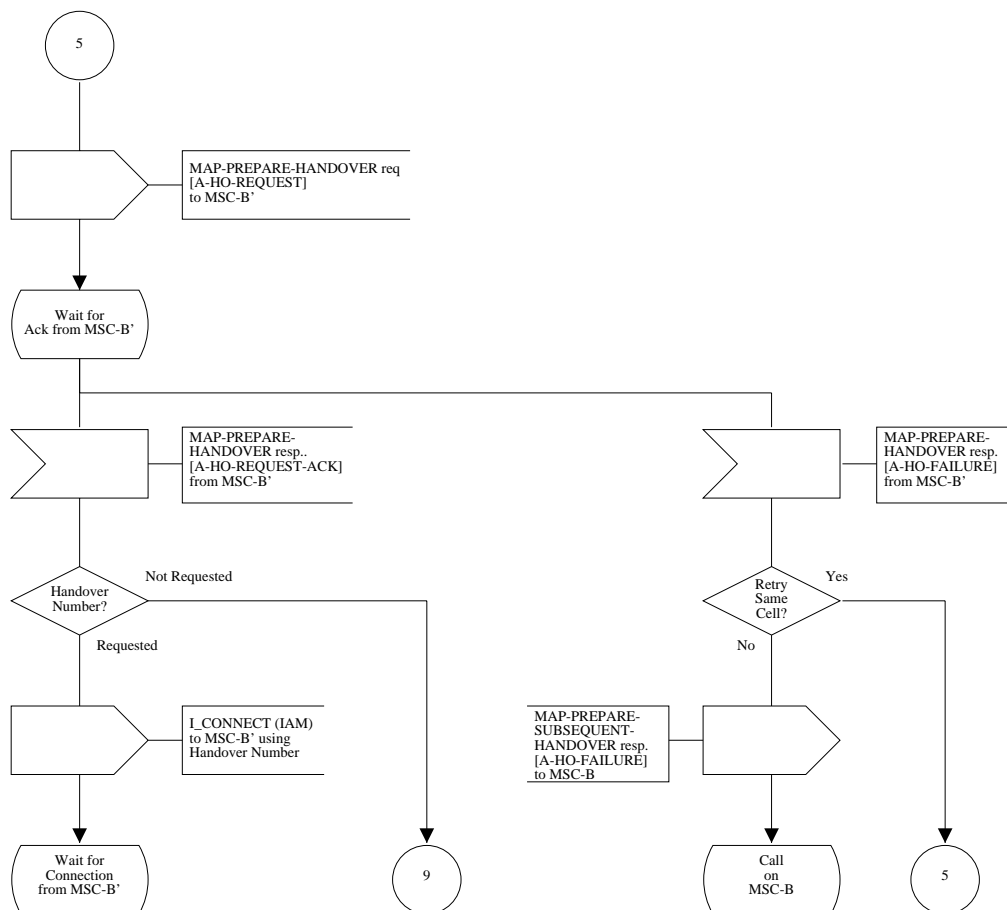 5
MAP-PREPARE-HANDOVER req
[A-HO-REQUEST]
to MSC-B’
Wait for
Ack from MSC-B’
MAP-PREPARE-
HANDOVER resp..
[A-HO-REQUEST-ACK]
from MSC-B’
MAP-PREPARE-
HANDOVER resp.
[A-HO-FAILURE]
from MSC-B’
Handover
Number?
Not Requested
Requested
Retry
Same
Cell?
Yes
No
I_CONNECT (IAM)
to MSC-B’ using
Handover Number
MAP-PREPARE-
SUBSEQUENT-
HANDOVER resp.
[A-HO-FAILURE]
to MSC-B
Wait for
Connection
from MSC-B’
9
Call
on
MSC-B
5